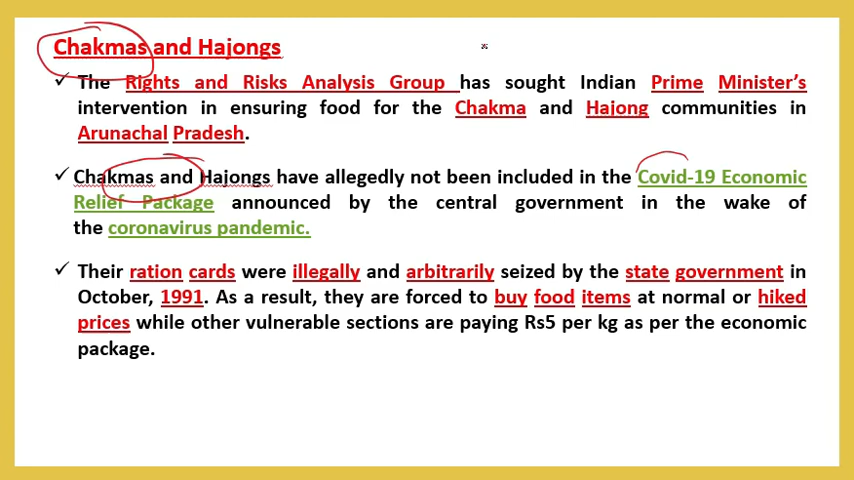 Chakmas and Hajongs
✓ The Rights and Risks Analysis Group has sought Indian Prime Minister's
intervention in ensuring food for the Chakma and Hajong communities in
Arunachal Pradesh.
✓ Chakmas and Hajongs have allegedly not been included in the Covid-19 Economic
Relief Package announced by the central government in the wake of
the coronavirus pandemic.
✓ Their ration cards were illegally and arbitrarily seized by the state government in
October, 1991. As a result, they are forced to buy food items at normal or hiked
prices while other vulnerable sections are paying Rs5 per kg as per the economic
package.